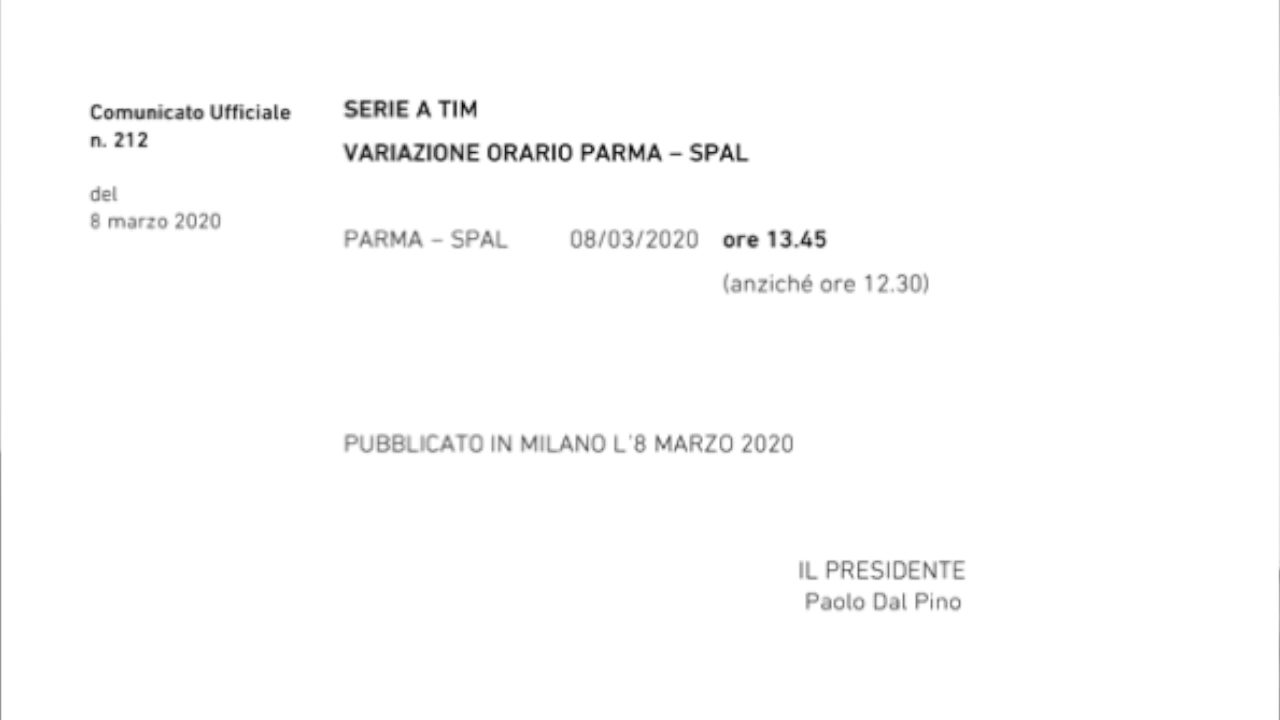 Comunicato Ufficiale
n. 212
del
8 marzo 2020
SERIE A TIM
VARIAZIONE ORARIO PARMA – SPAL
PARMA – SPAL 08/03/2020 ore 13.45
(anziché ore 12.30)
PUBBLICATO IN MILANO L'8 MARZO 2020
IL PRESIDENTE
Paolo Dal Pino